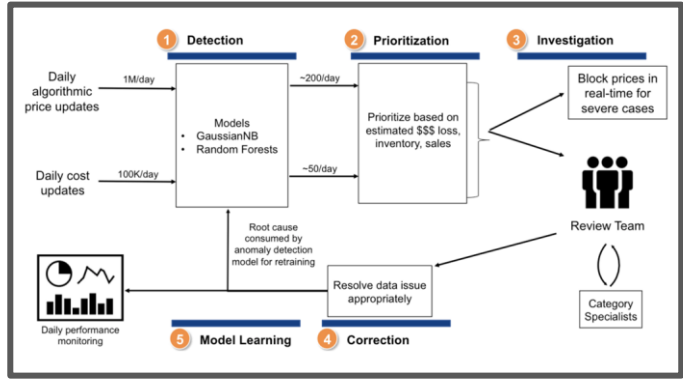 1 Detection
2 Prioritization
3 Investigation
Daily
algorithmic
price updates
1M/day
Models
• GaussianNB
• Random Forests
~200/day
Prioritize based on
estimated $$$ loss,
inventory, sales
Block prices in
real-time for
severe cases
Daily cost
updates
100K/day
~50/day
Review Team
Root cause
consumed by
anomaly detection
model for retraining
Resolve data issue
appropriately
Category
Specialists
Daily performance
monitoring
5 Model Learning
4 Correction